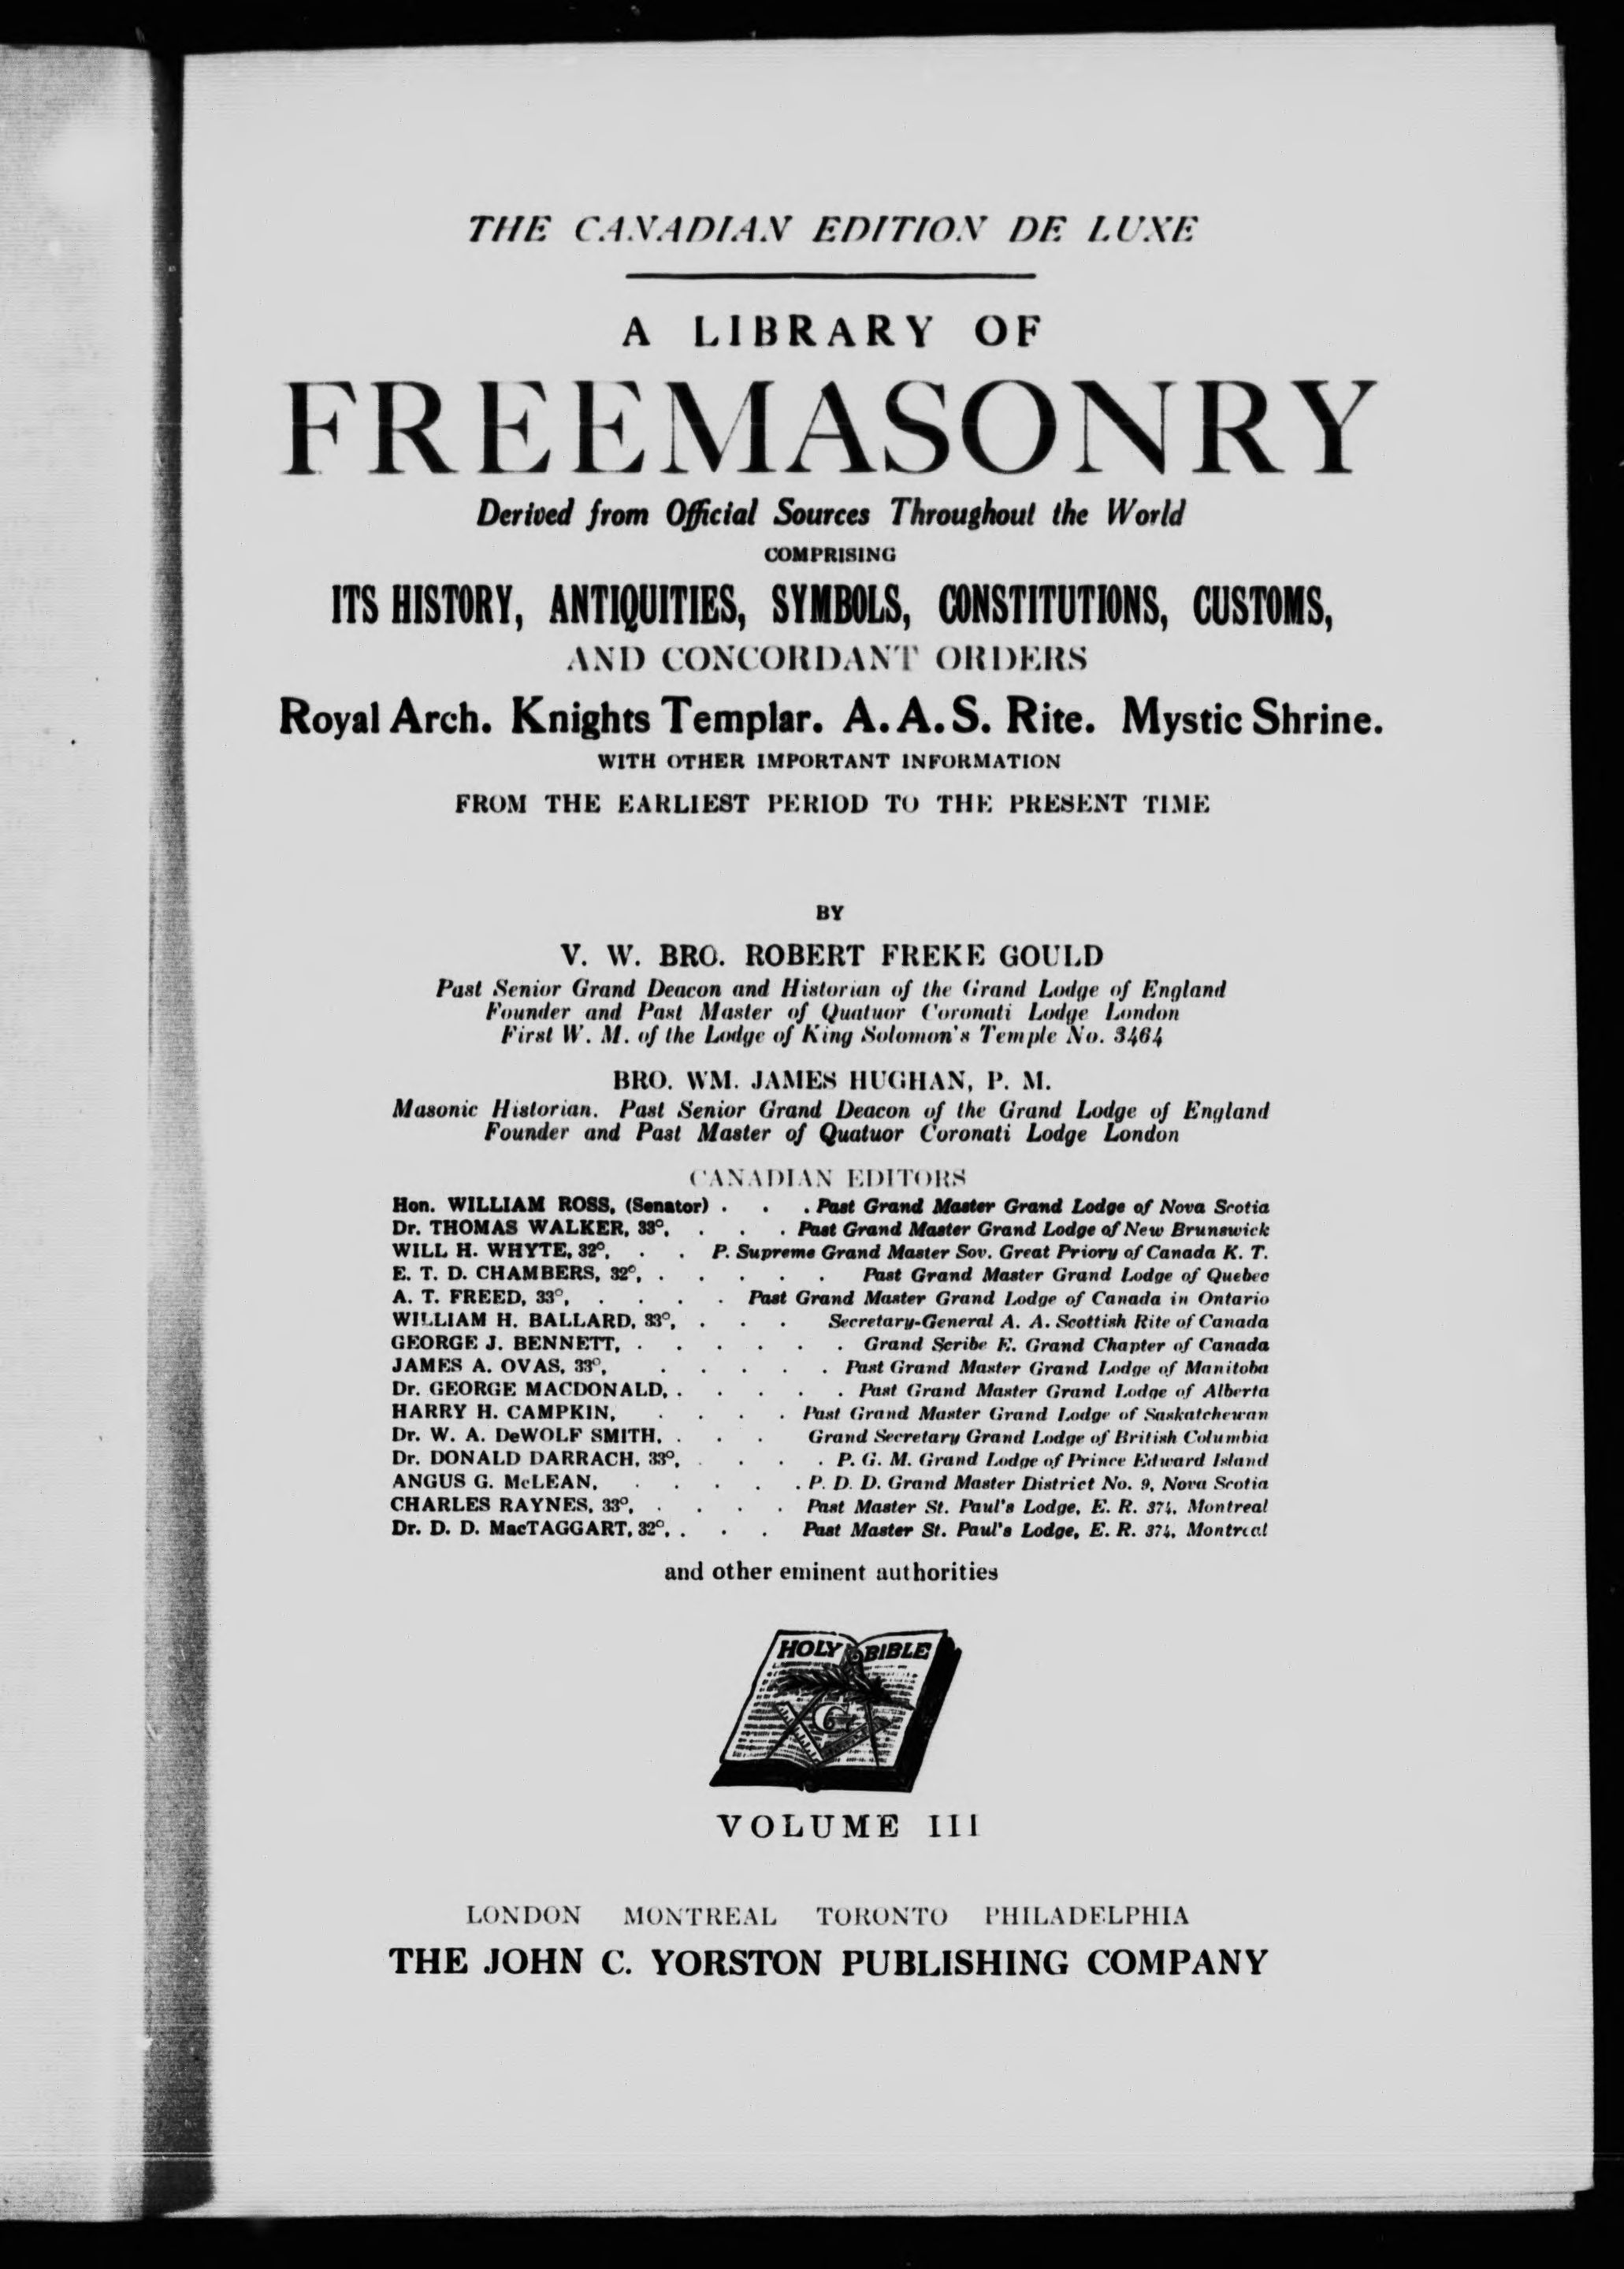 THE CANADIAN EDITION DE LUXE
A LIBRARY OF
FREEMASONRY
Derived from Official Sources Throughout the World
COMPRISING
ITS HISTORY, ANTIQUITIES, SYMBOLS, CONSTITUTIONS, CUSTOMS,
AND CONCORDANT ORDERS
Royal Arch. Knights Templar. A. A. S. Rite. Mystic Shrine.
WITH OTHER IMPORTANT INFORMATION
FROM THE EARLIEST PERIOD TO THE PRESENT TIME
BY
V. W. BRO. ROBERT FREKE GOULD
Past Senior Grand Deacon and Historian of the Grand Lodge of England
Founder and Past Master of Quatuor Coronati Lodge London
First W. M. of the Lodge of King Solomon's Temple No. 3464
BRO. WM. JAMES HUGHAN, P. M.
Masonic Historian. Past Senior Grand Deacon of the Grand Lodge of England
Founder and Past Master of Quatuor Coronati Lodge London
CANADIAN EDITORS
Hon. WILLIAM ROSS, (Senator) . . . Past Grand Master Grand Lodge of Nova Scotia
Dr. THOMAS WALKER, 33°, . . . Past Grand Master Grand Lodge of New Brunswick
WILL H. WHYTE, 32°, . . P. Supreme Grand Master Sov. Great Priory of Canada K. T.
E. T. D. CHAMBERS, 32°, . . . . . Past Grand Master Grand Lodge of Quebec
A. T. FREED, 33°, . . . . Past Grand Master Grand Lodge of Canada in Ontario
WILLIAM H. BALLARD, 33°, . . . Secretary-General A. A. Scottish Rite of Canada
GEORGE J. BENNETT, . . . . . . Grand Scribe E. Grand Chapter of Canada
JAMES A. OVAS, 33°, . . . . . Past Grand Master Grand Lodge of Manitoba
Dr. GEORGE MACDONALD, . . . . . Past Grand Master Grand Lodge of Alberta
HARRY H. CAMPKIN, . . . . Past Grand Master Grand Lodge of Saskatchewan
Dr. W. A. DeWOLF SMITH, . . . Grand Secretary Grand Lodge of British Columbia
Dr. DONALD DARRACH, 33°, . . . . P. G. M. Grand Lodge of Prince Edward Island
ANGUS G. McLEAN, . . . . . P. D. D. Grand Master District No. 9, Nova Scotia
CHARLES RAYNES, 33°, . . . . Past Master St. Paul's Lodge, E. R. 374, Montreal
Dr. D. D. MacTAGGART, 32°, . . . Past Master St. Paul's Lodge, E. R. 374, Montreal
and other eminent authorities
HOLY BIBLE
G
VOLUME III
LONDON MONTREAL TORONTO PHILADELPHIA
THE JOHN C. YORSTON PUBLISHING COMPANY